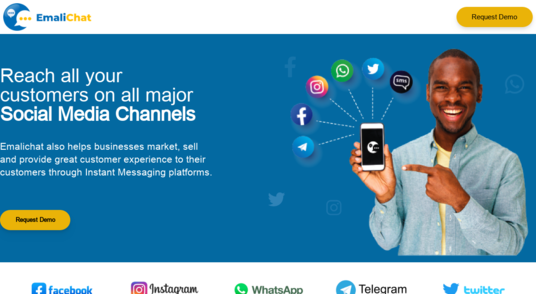 EmaliChat
Request Demo
Reach all your
customers on all major
Social Media Channels
Emalichat also helps businesses market, sell
and provide great customer experience to their
customers through Instant Messaging platforms.
Request Demo
SMS
facebook
Instagram
WhatsApp
Telegram
twitter